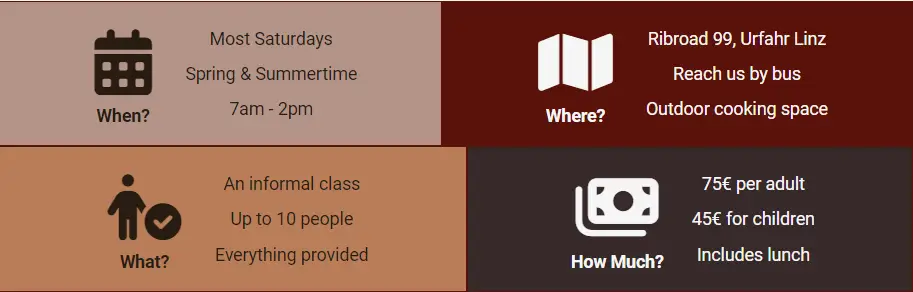 Most Saturdays
Spring & Summertime
7am - 2pm
When?
Ribroad 99, Urfahr Linz
Reach us by bus
Outdoor cooking space
Where?
An informal class
Up to 10 people
Everything provided
What?
75€ per adult
45€ for children
Includes lunch
How Much?